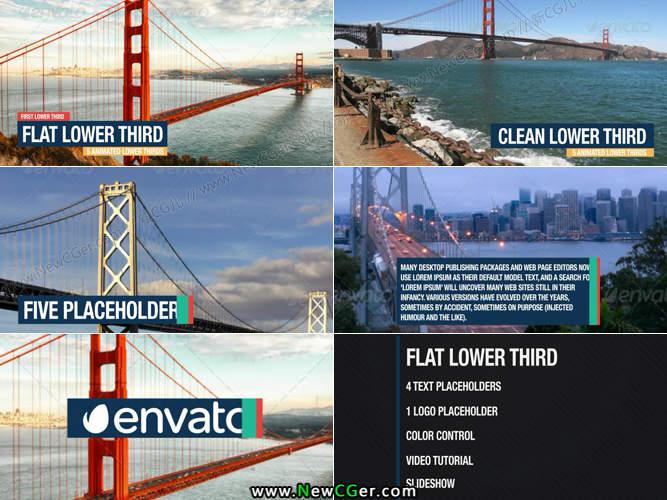 FIRST LOWER THIRD
FLAT LOWER THIRD
5 ANIMATED LOWER THIRDS
CLEAN LOWER THIRD
5 ANIMATED LOWER THIRDS
FIVE PLACEHOLDER
MANY DESKTOP PUBLISHING PACKAGES AND WEB PAGE EDITORS NOW
USE LOREM IPSUM AS THEIR DEFAULT MODEL TEXT, AND A SEARCH FO
'LOREM IPSUM' WILL UNCOVER MANY WEB SITES STILL IN THEIR
INFANCY. VARIOUS VERSIONS HAVE EVOLVED OVER THE YEARS,
SOMETIMES BY ACCIDENT, SOMETIMES ON PURPOSE (INJECTED
HUMOUR AND THE LIKE).
envato
FLAT LOWER THIRD
4 TEXT PLACEHOLDERS
1 LOGO PLACEHOLDER
COLOR CONTROL
VIDEO TUTORIAL
SLIDESHOW
www.NewCGer.com